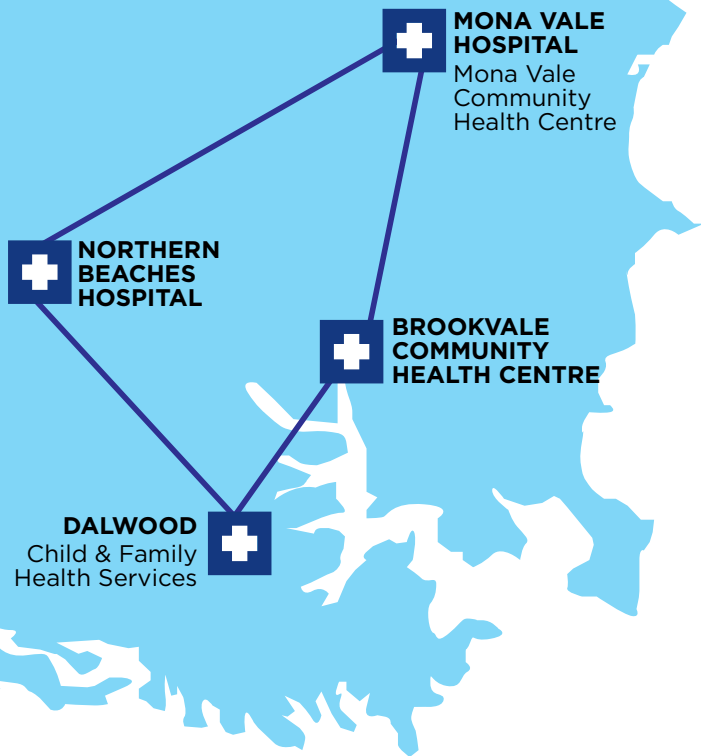 MONA VALE
HOSPITAL
Mona Vale
Community
Health Centre
NORTHERN
BEACHES
HOSPITAL
BROOKVALE
COMMUNITY
HEALTH CENTRE
DALWOOD
Child & Family
Health Services